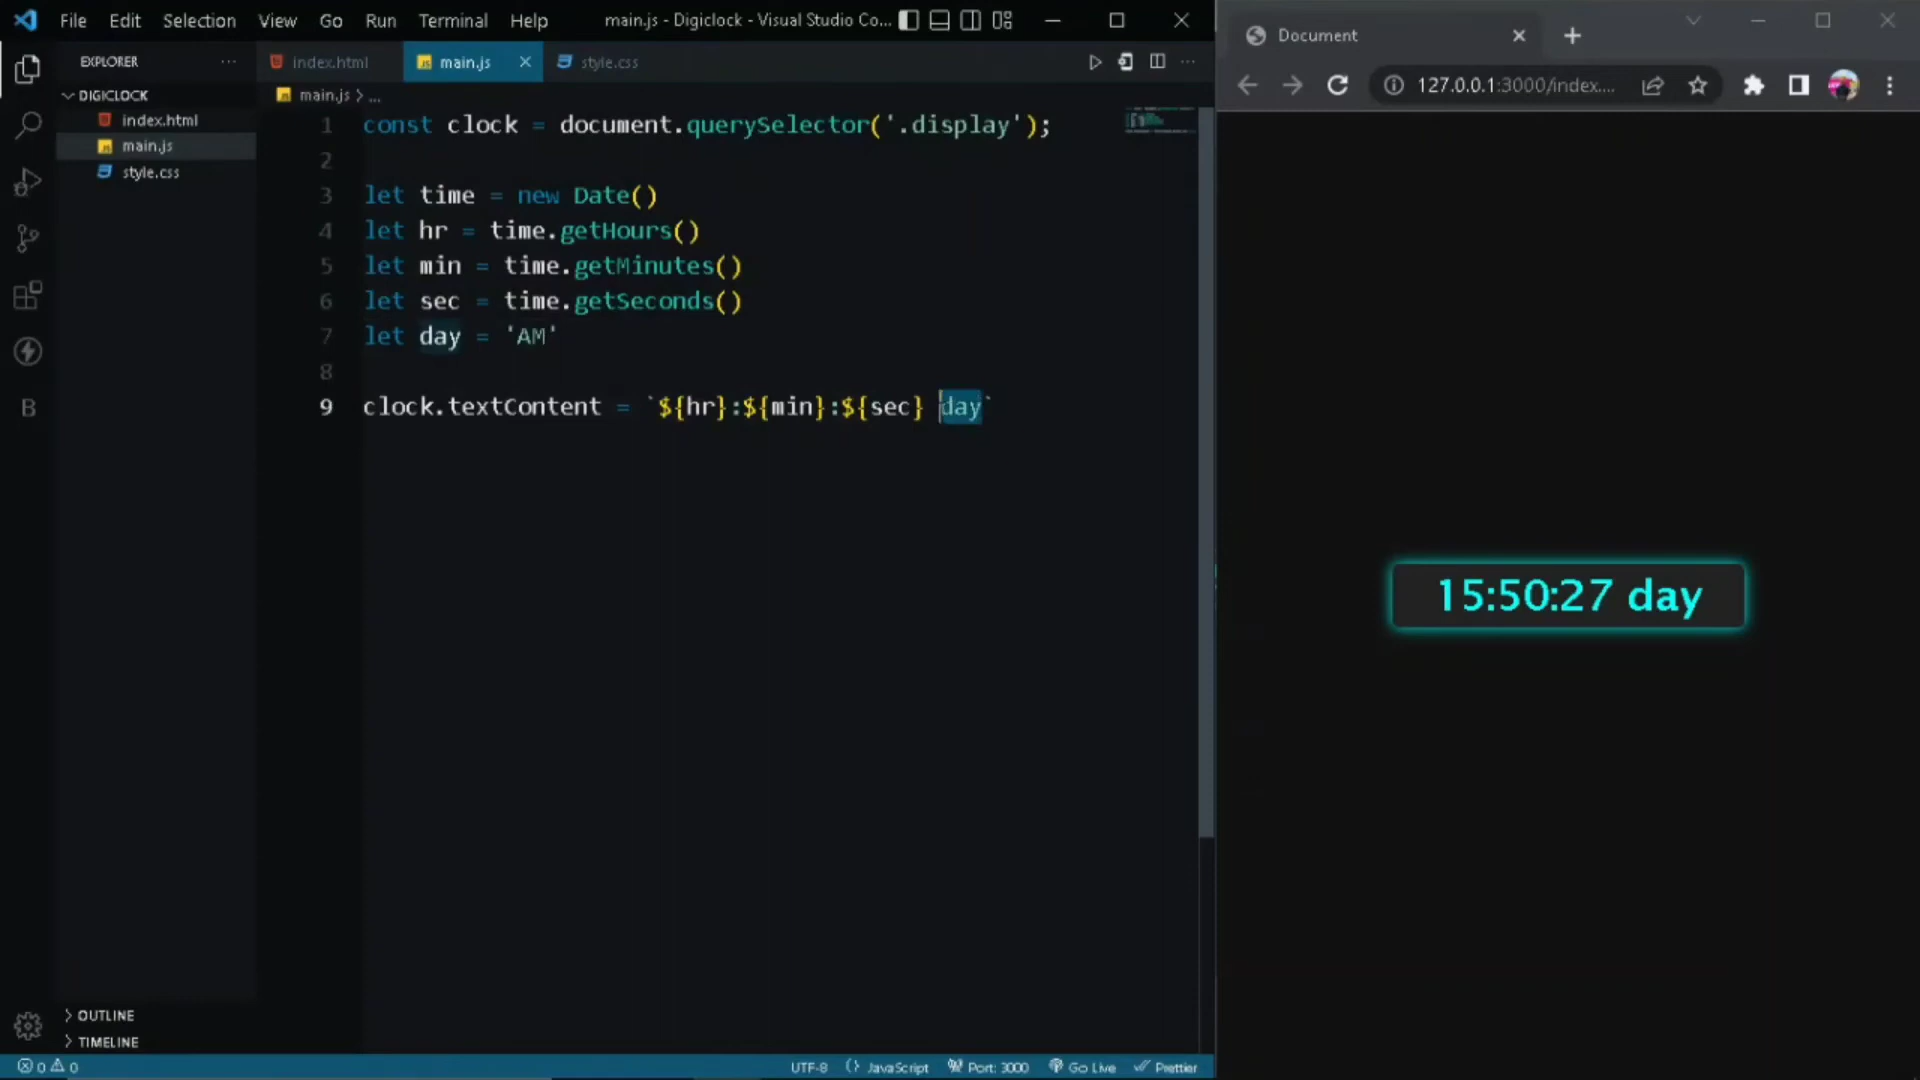 File Edit Selection View Go Run Terminal Help main.js - Digiclock - Visual Studio Co...
EXPLORER ...
index.html main.js style.css
DIGICLOCK
index.html
main.js
style.css
main.js > ...
1 const clock = document.querySelector('.display');
2
3 let time = new Date()
4 let hr = time.getHours()
5 let min = time.getMinutes()
6 let sec = time.getSeconds()
7 let day = 'AM'
8
9 clock.textContent = `${hr}:${min}:${sec} day`
B
OUTLINE
TIMELINE
0 0 UTF-8 {} JavaScript Port: 3000 Go Live Prettier
Document
127.0.0.1:3000/index....
15:50:27 day